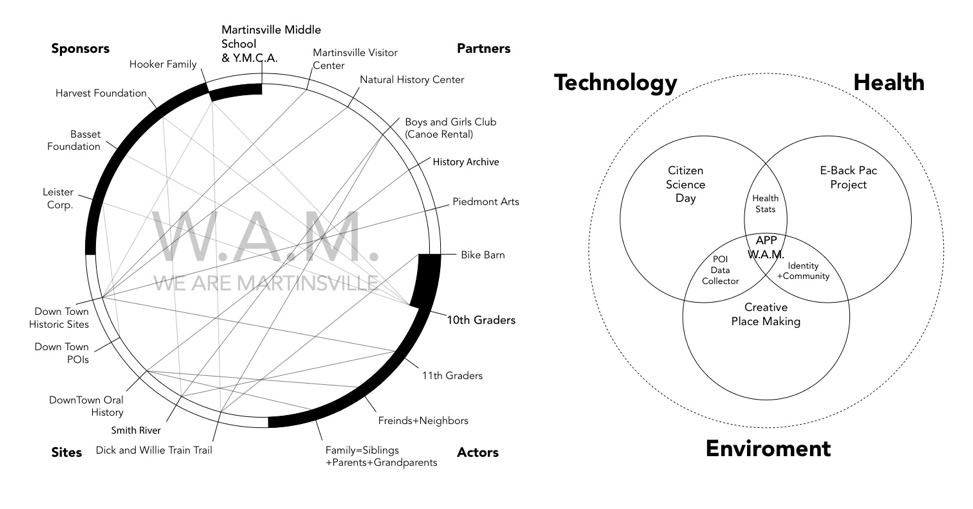 Sponsors
Martinsville Middle
School
& Y.M.C.A.
Partners
Hooker Family
Martinsville Visitor
Center
Harvest Foundation
Natural History Center
Basset
Foundation
Boys and Girls Club
(Canoe Rental)
History Archive
Leister
Corp.
Piedmont Arts
W.A.M.
WE ARE MARTINSVILLE
Bike Barn
Down Town
Historic Sites
10th Graders
Down Town
POIs
11th Graders
DownTown Oral
History
Freinds+Neighbors
Smith River
Sites
Dick and Willie Train Trail
Family=Siblings
+Parents+Grandparents
Actors
Technology
Health
Citizen
Science
Day
E-Back Pac
Project
Health
Stats
APP
W.A.M.
POI
Data
Collector
Identity
+Community
Creative
Place Making
Enviroment